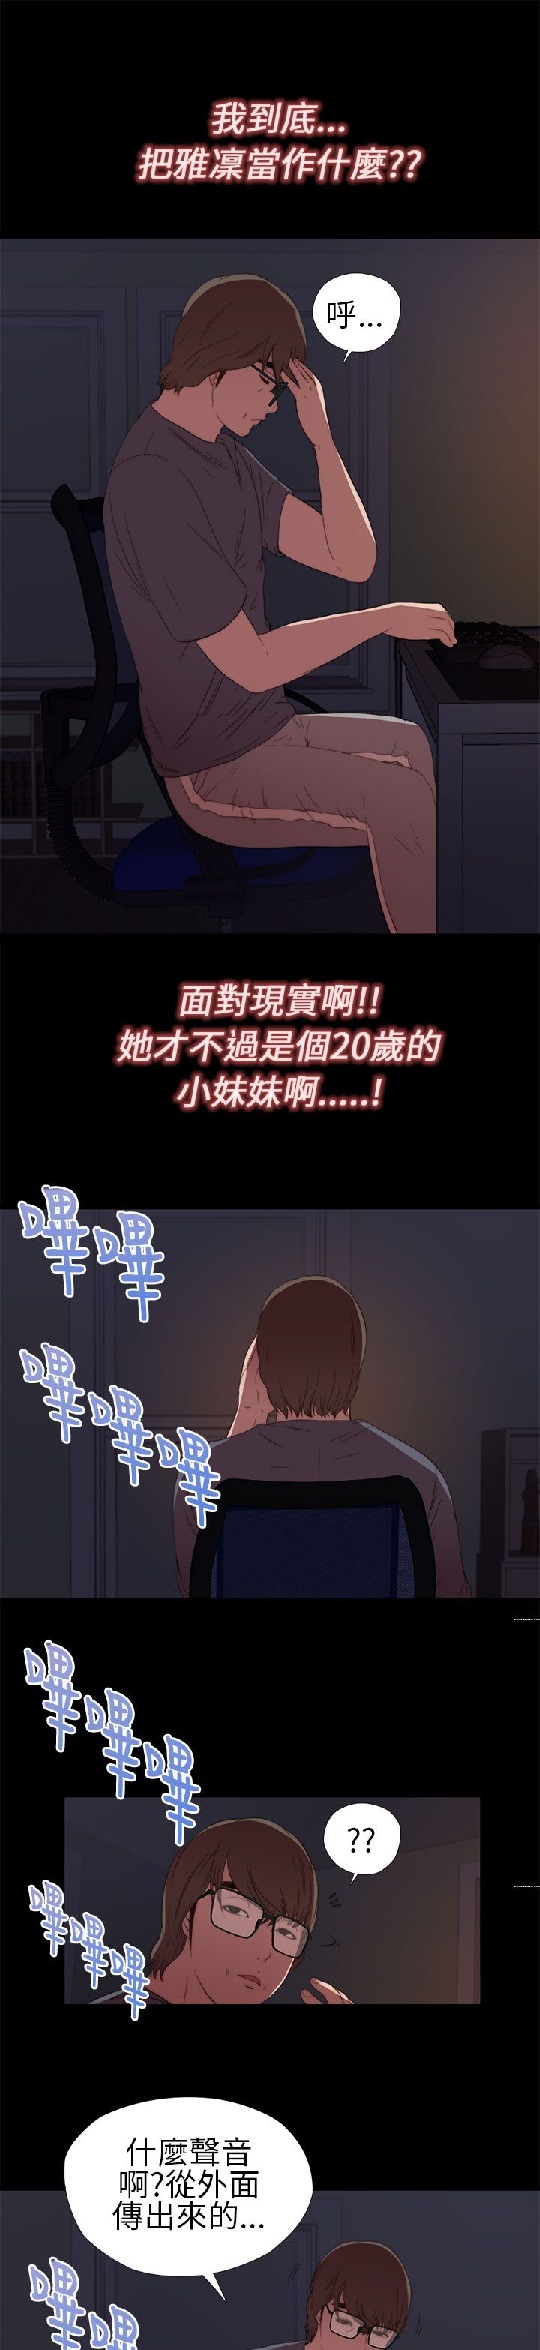 我到底...
把雅凜當作什麼??
呼...
面對現實啊!!
她才不過是個20歲的
小妹妹啊.....!
嗶嗶
嗶嗶嗶
嗶嗶嗶
??
嗶嗶嗶
什麼聲音
啊?從外面
傳出來的...
嗶嗶